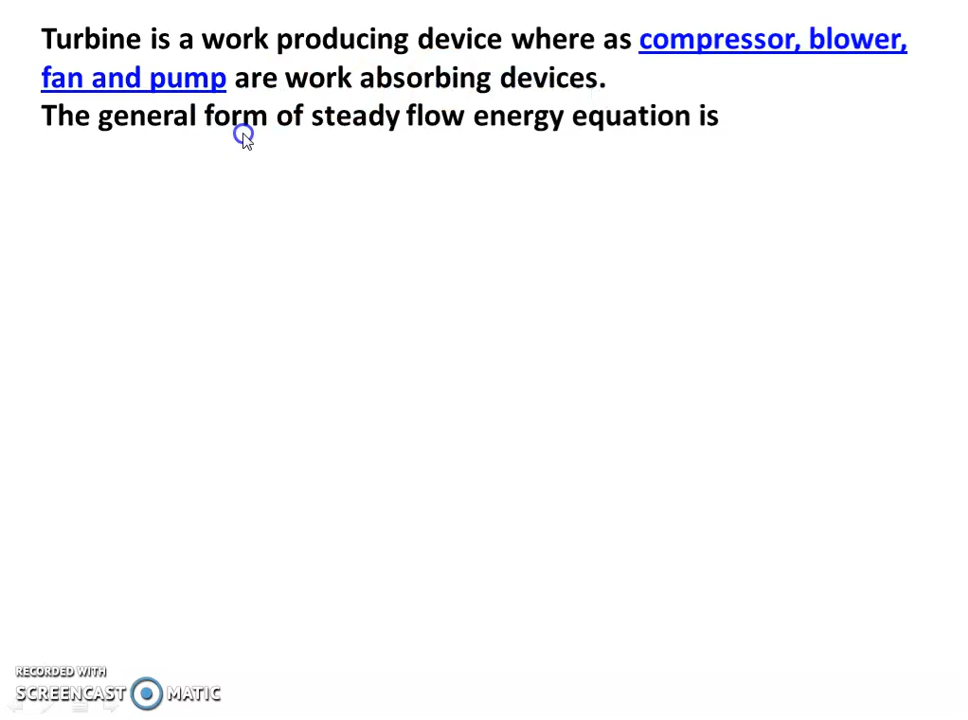 Turbine is a work producing device where as compressor, blower,
fan and pump are work absorbing devices.
The general form of steady flow energy equation is
RECORDED WITH
SCREENCAST MATIC